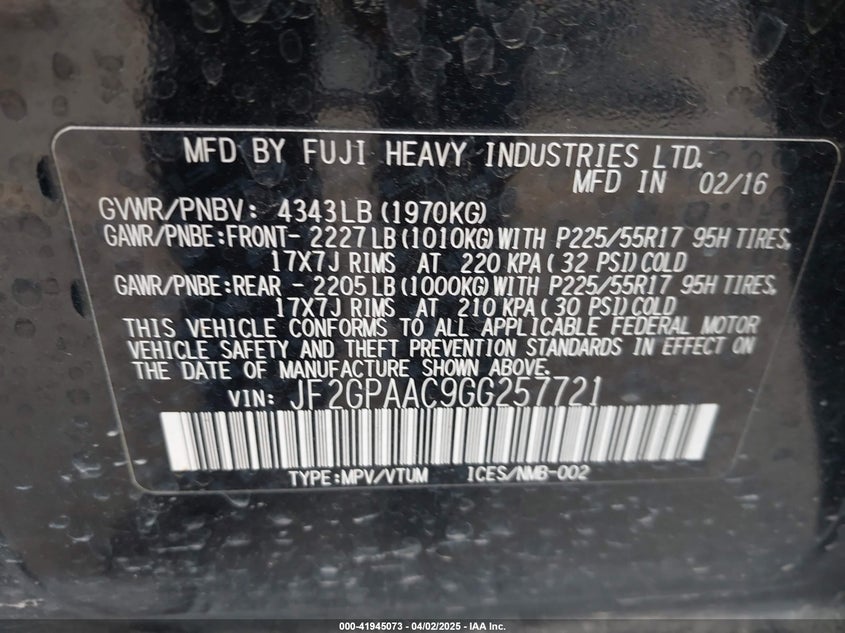 MFD BY FUJI HEAVY INDUSTRIES LTD.
MFD IN 02/16
GVWR/PNBV: 4343LB (1970KG)
GAWR/PNBE:FRONT- 2227LB (1010KG) WITH P225/55R17 95H TIRES,
17X7J RIMS AT 220 KPA ( 32 PSI) COLD
GAWR/PNBE:REAR - 2205LB (1000KG) WITH P225/55R17 95H TIRES,
17X7J RIMS AT 210 KPA ( 30 PSI) COLD
THIS VEHICLE CONFORMS TO ALL APPLICABLE FEDERAL MOTOR
VEHICLE SAFETY AND THEFT PREVENTION STANDARDS IN EFFECT ON
THE DATE OF MANUFACTURE SHOWN ABOVE.
VIN: JF2GPAAC9GG257721
TYPE:MPV/VTUM ICES/NMB-002
000-41945073 - 04/02/2025 - IAA Inc.